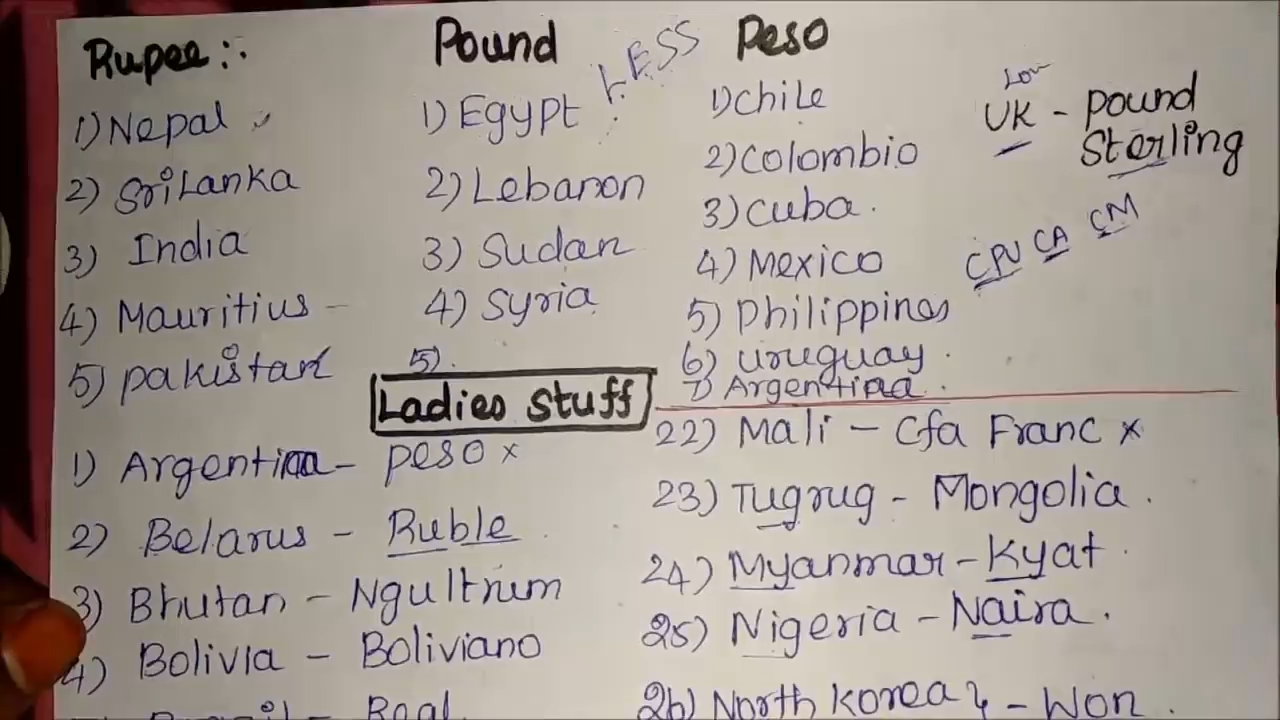 Rupee :.
1) Nepal
2) SriLanka
3) India
4) Mauritius -
5) pakistan
Pound
LESS
1) Egypt
2) Lebanon
3) Sudan
4) Syria
5).
Peso
1) Chile
2) Colombio
3) Cuba.
4) Mexico
5) Philippines
6) uruguay.
7) Argentina.
Low
UK - Pound
Sterling
CPU CA CM
Ladies Stuff
1) Argentina - peso x
2) Belarus - Ruble
3) Bhutan - Ngultrum
4) Bolivia - Boliviano
Real
22) Mali - Cfa Franc x
23) Tugrug - Mongolia.
24) Myanmar - Kyat.
25) Nigeria - Naira.
26) North Korea - Won.